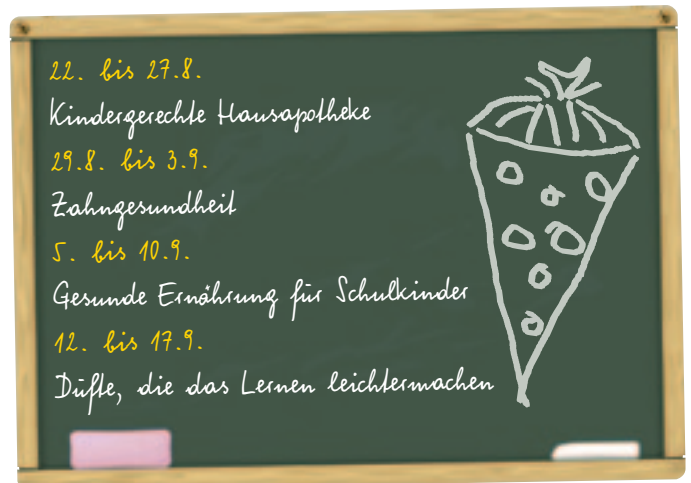 22. bis 27.8.
Kindergerechte Hausapotheke
29.8. bis 3.9.
Zahngesundheit
5. bis 10.9.
Gesunde Ernährung für Schulkinder
12. bis 17.9.
Düfte, die das Lernen leichtermachen